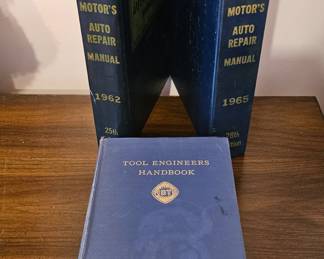 MOTOR'S
AUTO
REPAIR
MANUAL
1962
25th
MOTOR'S
AUTO
REPAIR
MANUAL
1965
28th
TOOL ENGINEERS
HANDBOOK